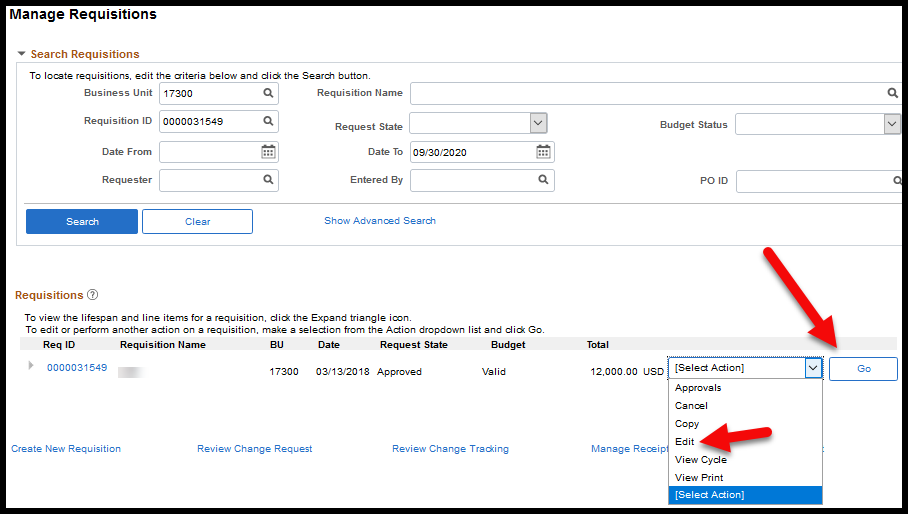 Manage Requisitions
Search Requisitions
To locate requisitions, edit the criteria below and click the Search button.
Business Unit 17300 Requisition Name
Requisition ID 0000031549 Request State Budget Status
Date From Date To 09/30/2020
Requester Entered By PO ID
Search Clear Show Advanced Search
Requisitions ?
To view the lifespan and line items for a requisition, click the Expand triangle icon.
To edit or perform another action on a requisition, make a selection from the Action dropdown list and click Go.
Req ID Requisition Name BU Date Request State Budget Total
0000031549 17300 03/13/2018 Approved Valid 12,000.00 USD [Select Action] Go
Approvals
Cancel
Copy
Edit
View Cycle
View Print
[Select Action]
Create New Requisition Review Change Request Review Change Tracking Manage Receipt